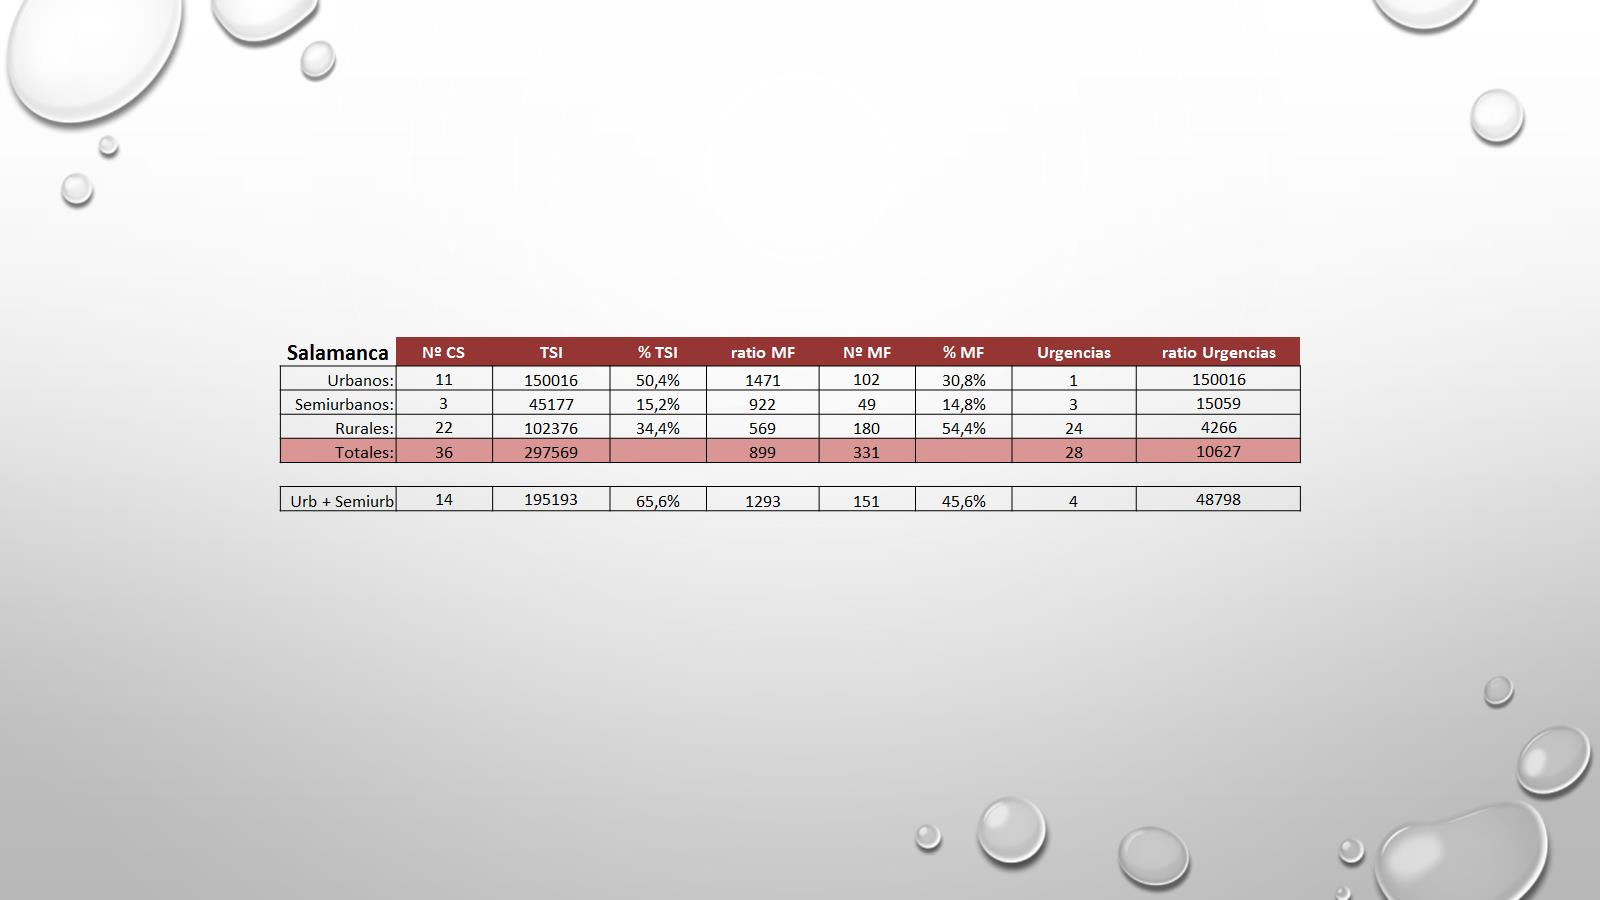 Salamanca Nº CS TSI % TSI ratio MF Nº MF % MF Urgencias ratio Urgencias
Urbanos: 11 150016 50,4% 1471 102 30,8% 1 150016
Semiurbanos: 3 45177 15,2% 922 49 14,8% 3 15059
Rurales: 22 102376 34,4% 569 180 54,4% 24 4266
Totales: 36 297569 899 331 28 10627
Urb + Semiurb 14 195193 65,6% 1293 151 45,6% 4 48798